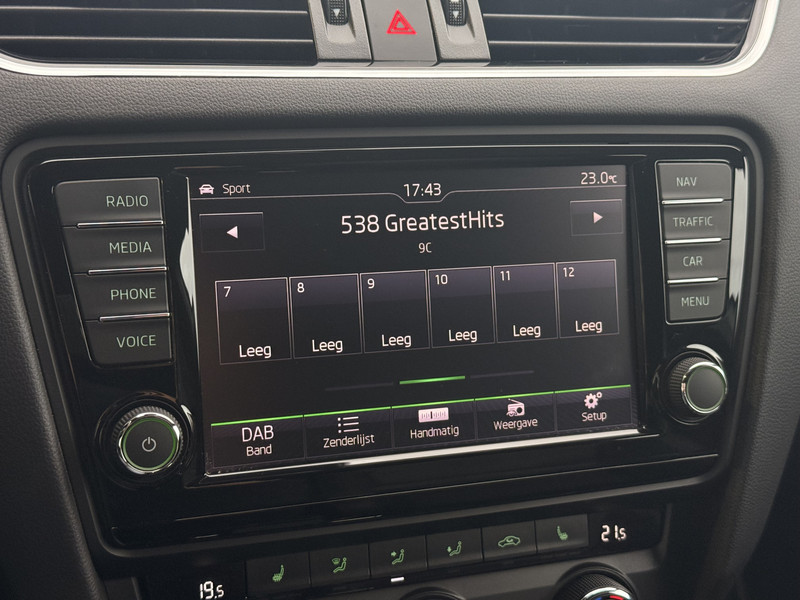 Sport 17:43 23.0°C
538 GreatestHits
9C
7 8 9 10 11 12
Leeg Leeg Leeg Leeg Leeg Leeg
DAB
Band Zenderlijst Handmatig Weergave Setup
RADIO
MEDIA
PHONE
VOICE
NAV
TRAFFIC
CAR
MENU
19.5 21.5